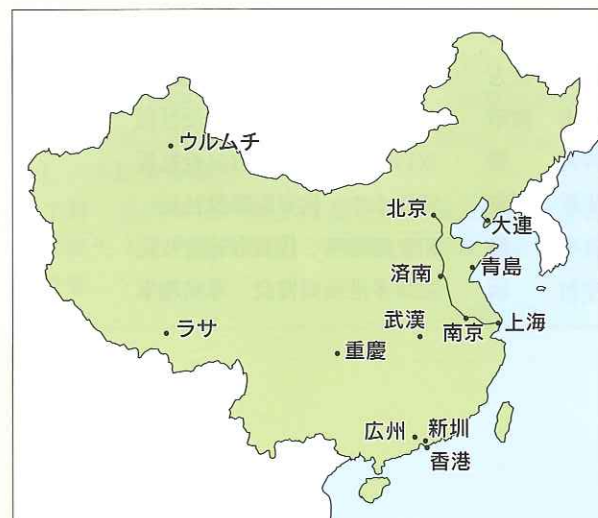 ウルムチ
北京
大連
済南
青島
武漢
南京
上海
ラサ
重慶
広州
新圳
香港